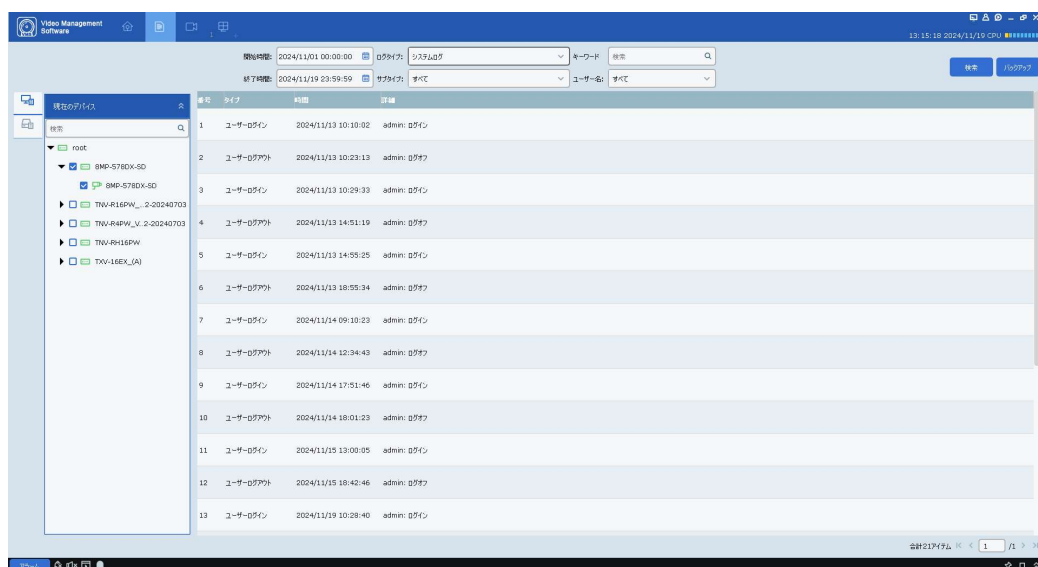 Video Management
Software
13:15:18 2024/11/19 CPU
開始時間: 2024/11/01 00:00:00 ログタイプ: システムログ キーワード 検索
終了時間: 2024/11/19 23:59:59 サブタイプ: すべて ユーザー名: すべて
検索 バックアップ
現在のデバイス
検索
root
8MP-578DX-SD
8MP-578DX-SD
TNV-R16PW_...2-20240703
TNV-R4PW_V...2-20240703
TNV-RH16PW
TXV-16EX_(A)
番号 タイプ 時間 詳細
1 ユーザーログイン 2024/11/13 10:10:02 admin: ログイン
2 ユーザーログアウト 2024/11/13 10:23:13 admin: ログオフ
3 ユーザーログイン 2024/11/13 10:29:33 admin: ログイン
4 ユーザーログアウト 2024/11/13 14:51:19 admin: ログオフ
5 ユーザーログイン 2024/11/13 14:55:25 admin: ログイン
6 ユーザーログアウト 2024/11/13 18:55:34 admin: ログオフ
7 ユーザーログイン 2024/11/14 09:10:23 admin: ログイン
8 ユーザーログアウト 2024/11/14 12:34:43 admin: ログオフ
9 ユーザーログイン 2024/11/14 17:51:46 admin: ログイン
10 ユーザーログアウト 2024/11/14 18:01:23 admin: ログオフ
11 ユーザーログイン 2024/11/15 13:00:05 admin: ログイン
12 ユーザーログアウト 2024/11/15 18:42:46 admin: ログオフ
13 ユーザーログイン 2024/11/19 10:28:40 admin: ログイン
合計21アイテム 1 /1